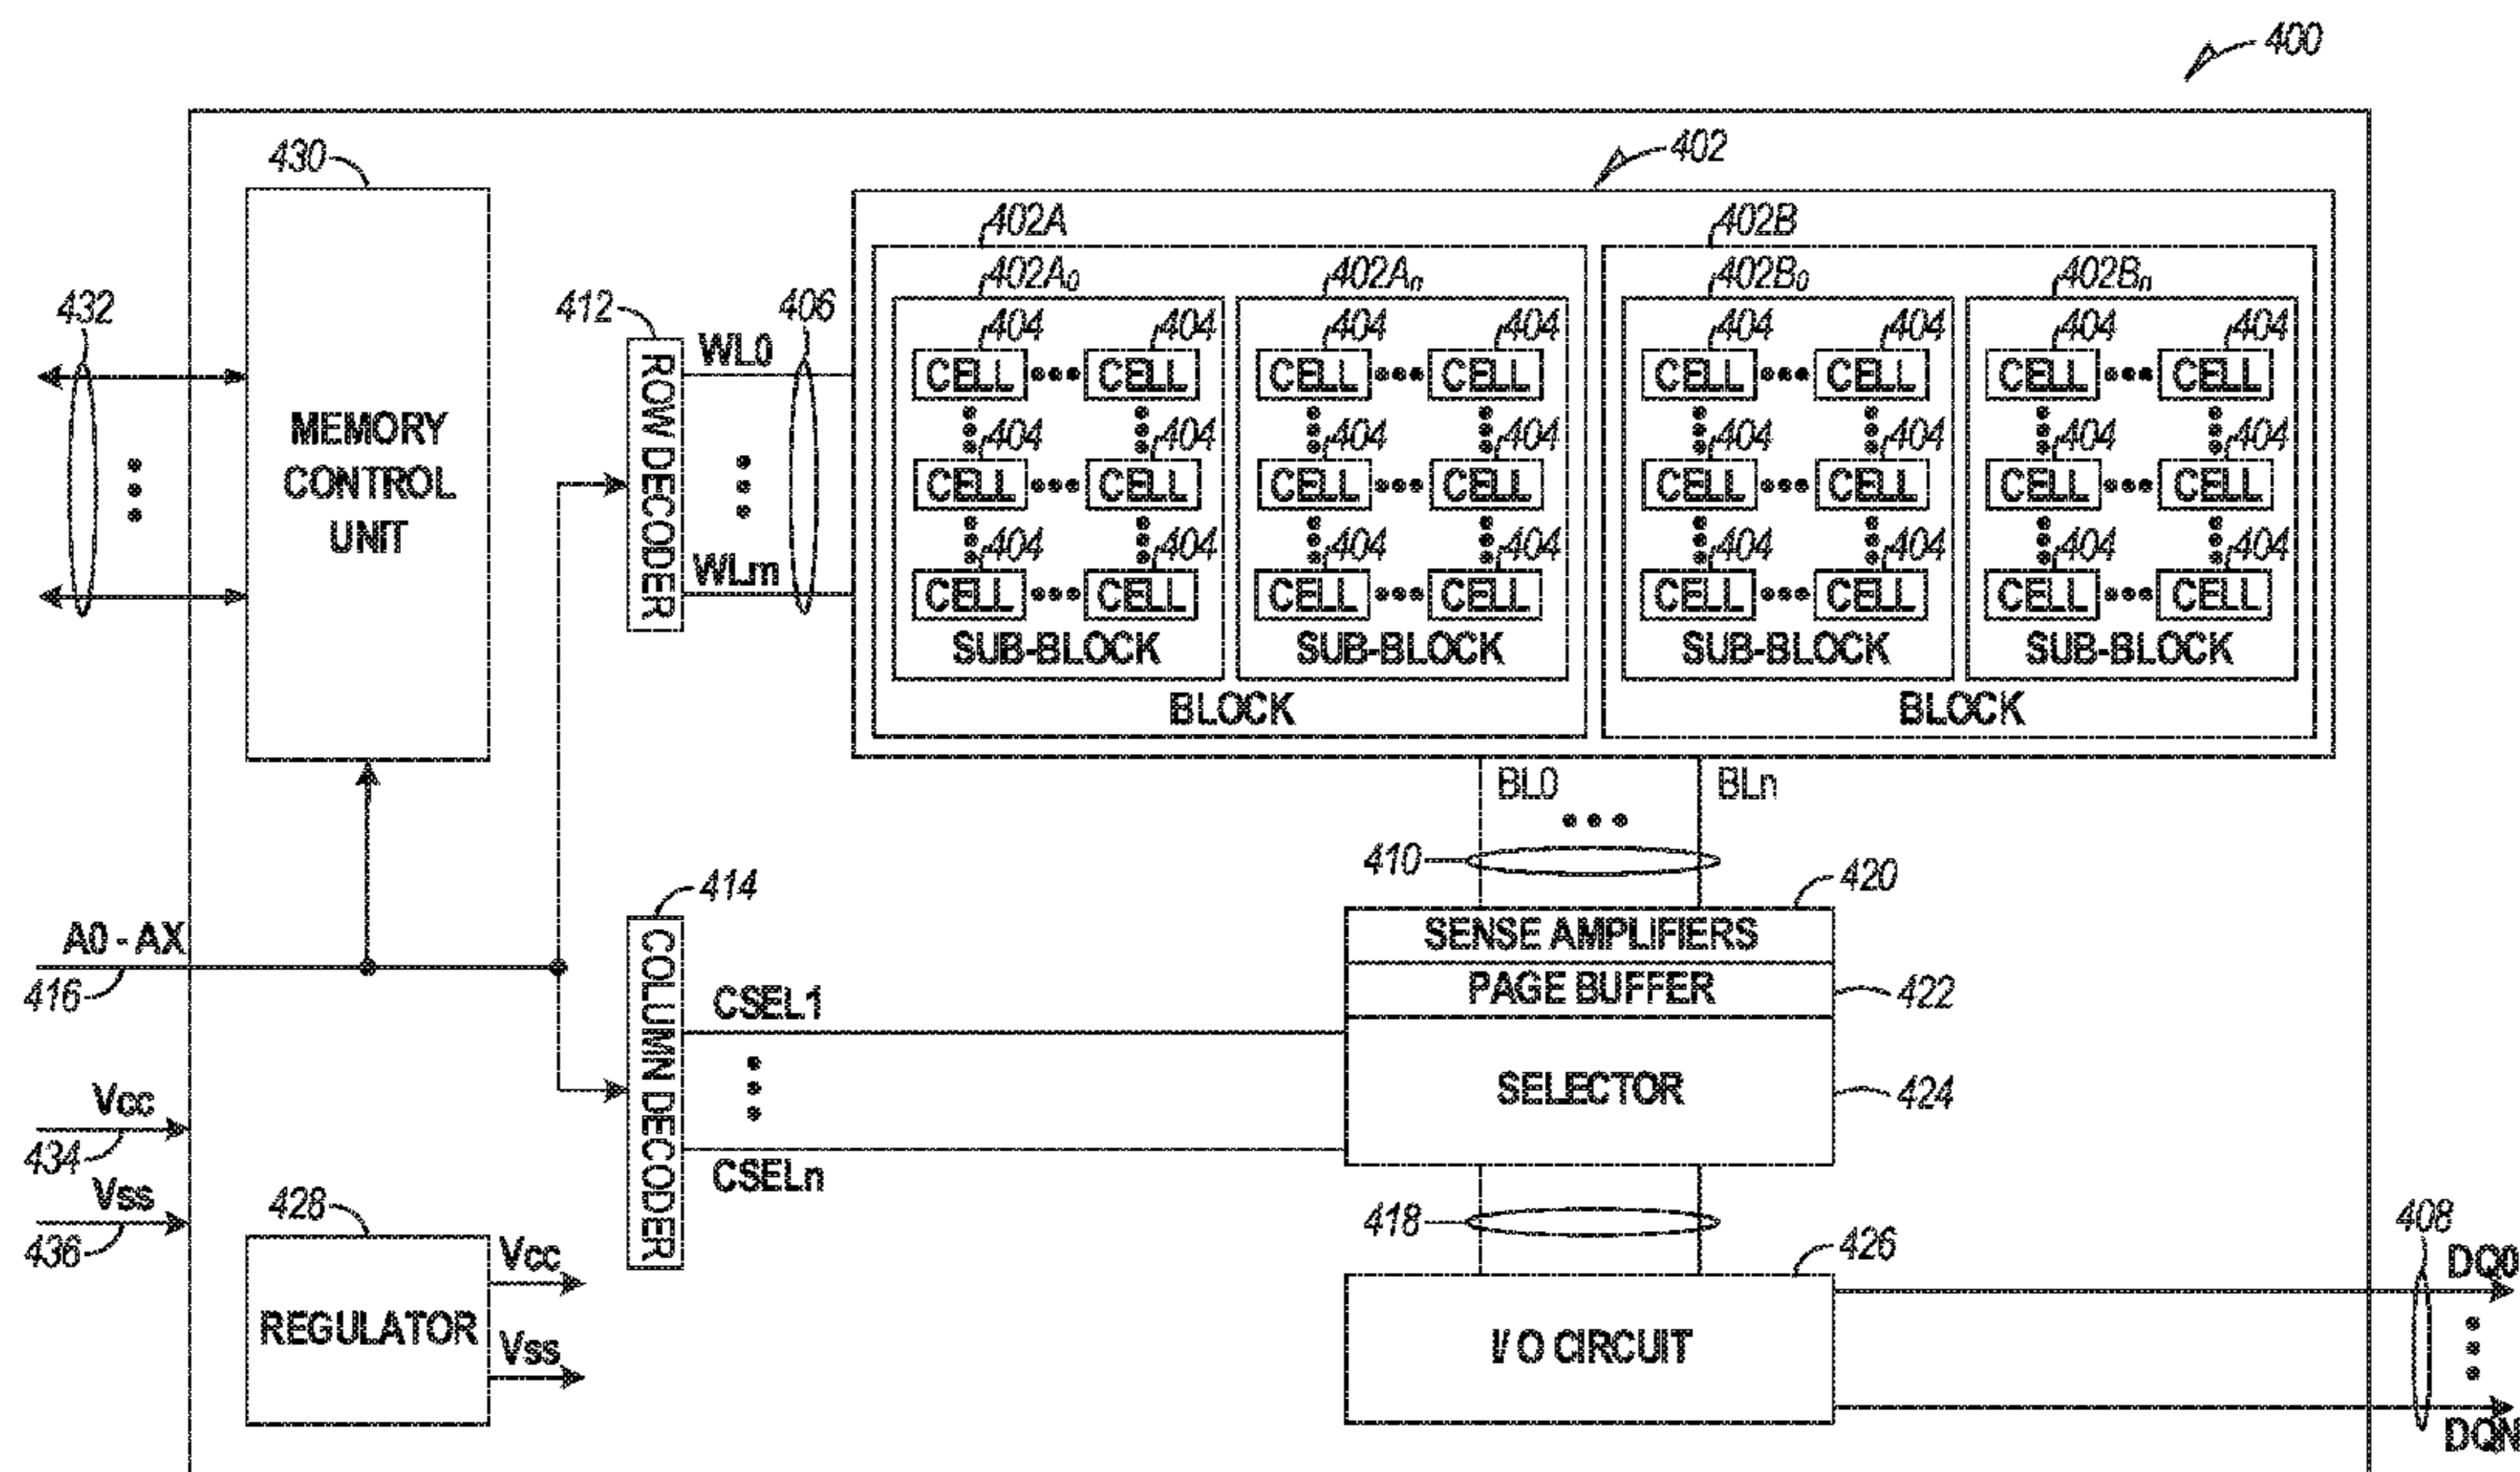 400
430
402
402A
402B
402A0
402An
402B0
402Bn
432
412
406
404 404 404 404 404 404 404 404
WL0
CELL CELL CELL CELL CELL CELL CELL CELL
MEMORY
CONTROL
UNIT
ROW DECODER
404 404 404 404 404 404 404 404
CELL CELL CELL CELL CELL CELL CELL CELL
404 404 404 404 404 404 404 404
WLm
CELL CELL CELL CELL CELL CELL CELL CELL
SUB-BLOCK SUB-BLOCK SUB-BLOCK SUB-BLOCK
BLOCK BLOCK
BL0 BLn
410
414
420
A0 - AX
416
COLUMN DECODER
SENSE AMPLIFIERS
PAGE BUFFER
422
CSEL1
SELECTOR
424
Vcc
434
CSELn
Vss
436
428
418
408
426
Vcc
DQ0
REGULATOR
I/O CIRCUIT
Vss
DQN